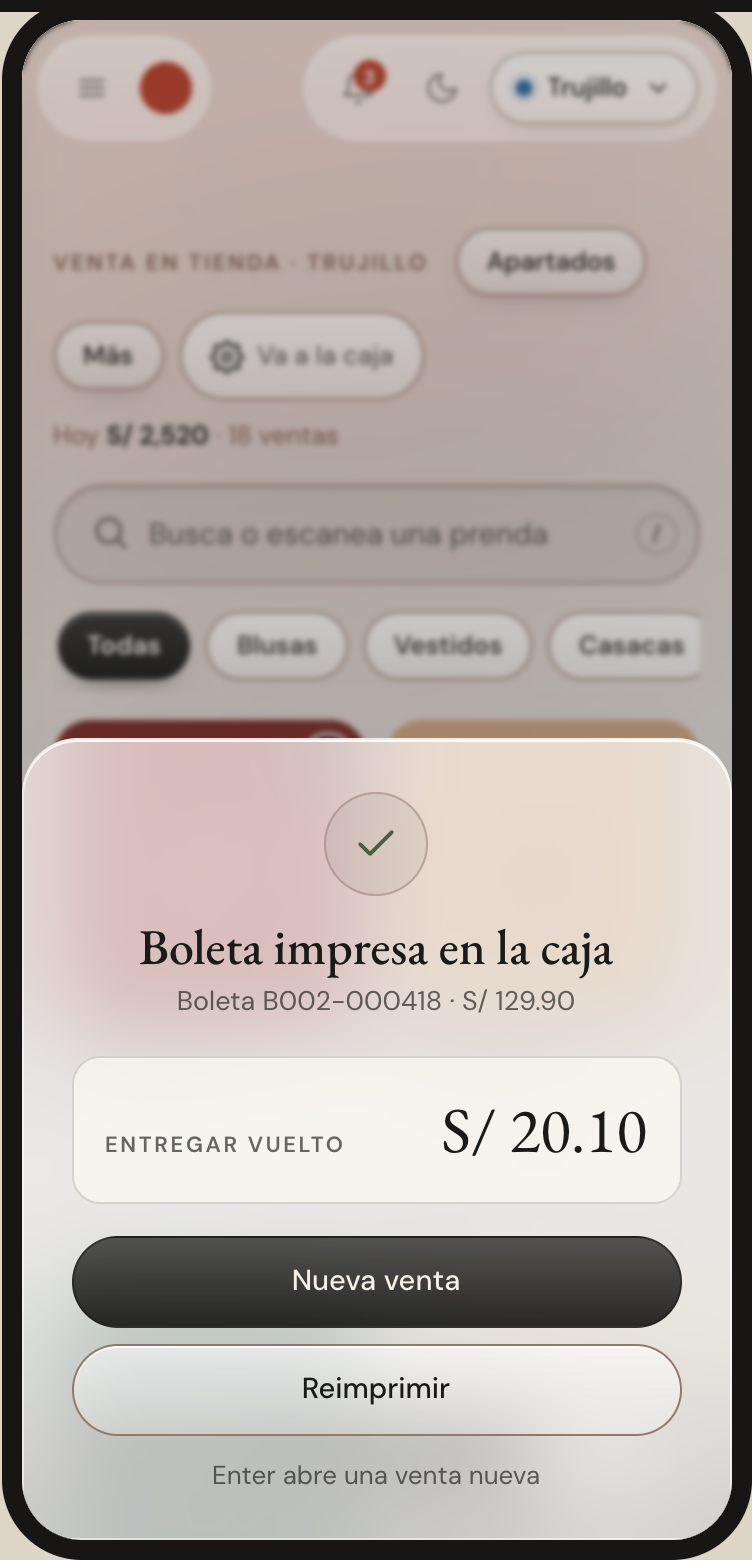 3
Trujillo
VENTA EN TIENDA · TRUJILLO
Apartados
Más
Va a la caja
Hoy S/ 2,520 · 18 ventas
Busca o escanea una prenda
/
Todas
Blusas
Vestidos
Casacas
Boleta impresa en la caja
Boleta B002-000418 · S/ 129.90
ENTREGAR VUELTO
S/ 20.10
Nueva venta
Reimprimir
Enter abre una venta nueva